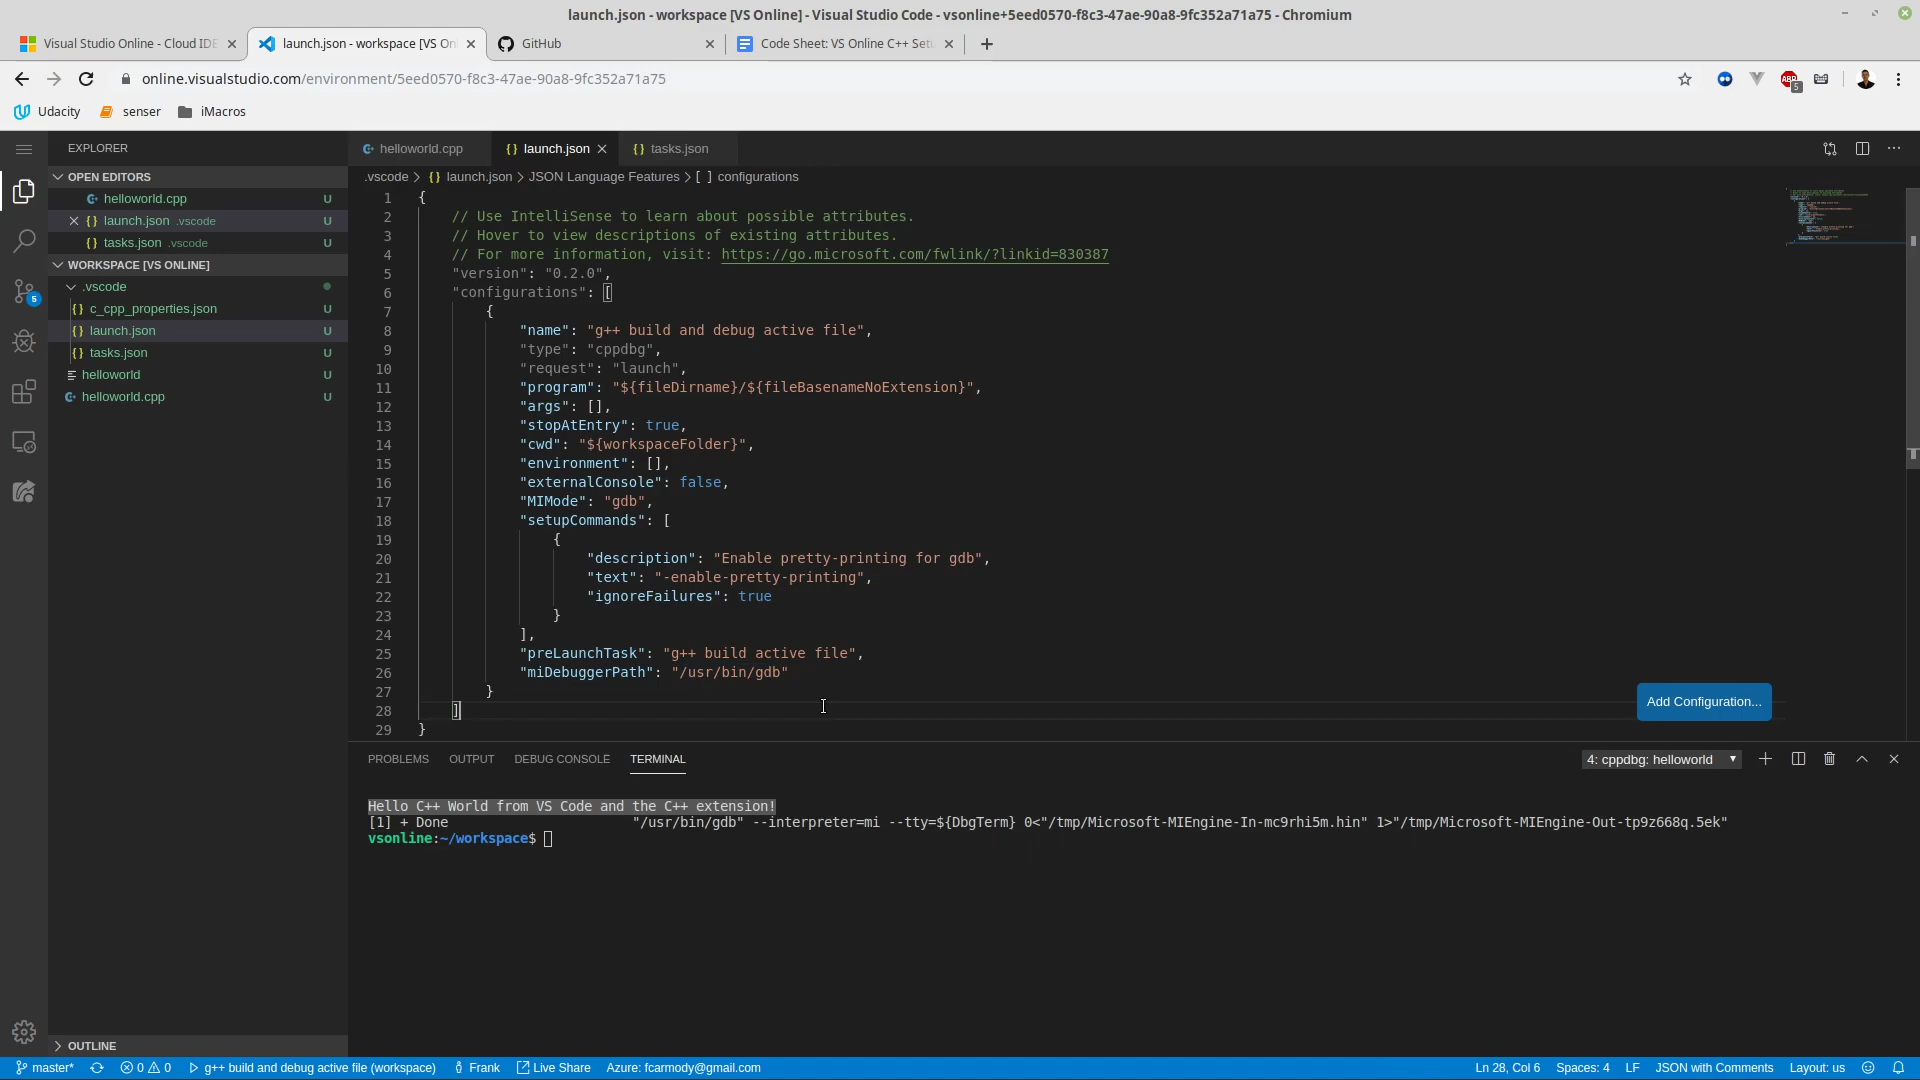 launch.json - workspace [VS Online] - Visual Studio Code - vsonline+5eed0570-f8c3-47ae-90a8-9fc352a71a75 - Chromium
Visual Studio Online - Cloud IDE
launch.json - workspace [VS Onl
GitHub
Code Sheet: VS Online C++ Setu
online.visualstudio.com/environment/5eed0570-f8c3-47ae-90a8-9fc352a71a75
ABP
5
Udacity
senser
iMacros
EXPLORER
helloworld.cpp
launch.json
tasks.json
OPEN EDITORS
.vscode > { } launch.json > JSON Language Features > [ ] configurations
helloworld.cpp U
launch.json .vscode U
tasks.json .vscode U
WORKSPACE [VS ONLINE]
.vscode
c_cpp_properties.json U
launch.json U
tasks.json U
helloworld U
helloworld.cpp U
5
1 {
2 // Use IntelliSense to learn about possible attributes.
3 // Hover to view descriptions of existing attributes.
4 // For more information, visit: https://go.microsoft.com/fwlink/?linkid=830387
5 "version": "0.2.0",
6 "configurations": [
7 {
8 "name": "g++ build and debug active file",
9 "type": "cppdbg",
10 "request": "launch",
11 "program": "${fileDirname}/${fileBasenameNoExtension}",
12 "args": [],
13 "stopAtEntry": true,
14 "cwd": "${workspaceFolder}",
15 "environment": [],
16 "externalConsole": false,
17 "MIMode": "gdb",
18 "setupCommands": [
19 {
20 "description": "Enable pretty-printing for gdb",
21 "text": "-enable-pretty-printing",
22 "ignoreFailures": true
23 }
24 ],
25 "preLaunchTask": "g++ build active file",
26 "miDebuggerPath": "/usr/bin/gdb"
27 }
28 ]
29 }
Add Configuration...
PROBLEMS OUTPUT DEBUG CONSOLE TERMINAL
4: cppdbg: helloworld
Hello C++ World from VS Code and the C++ extension!
[1] + Done "/usr/bin/gdb" --interpreter=mi --tty=${DbgTerm} 0<"/tmp/Microsoft-MIEngine-In-mc9rhi5m.hin" 1>"/tmp/Microsoft-MIEngine-Out-tp9z668q.5ek"
vsonline:~/workspace$
OUTLINE
master* 0 0 g++ build and debug active file (workspace) Frank Live Share Azure: fcarmody@gmail.com Ln 28, Col 6 Spaces: 4 LF JSON with Comments Layout: us